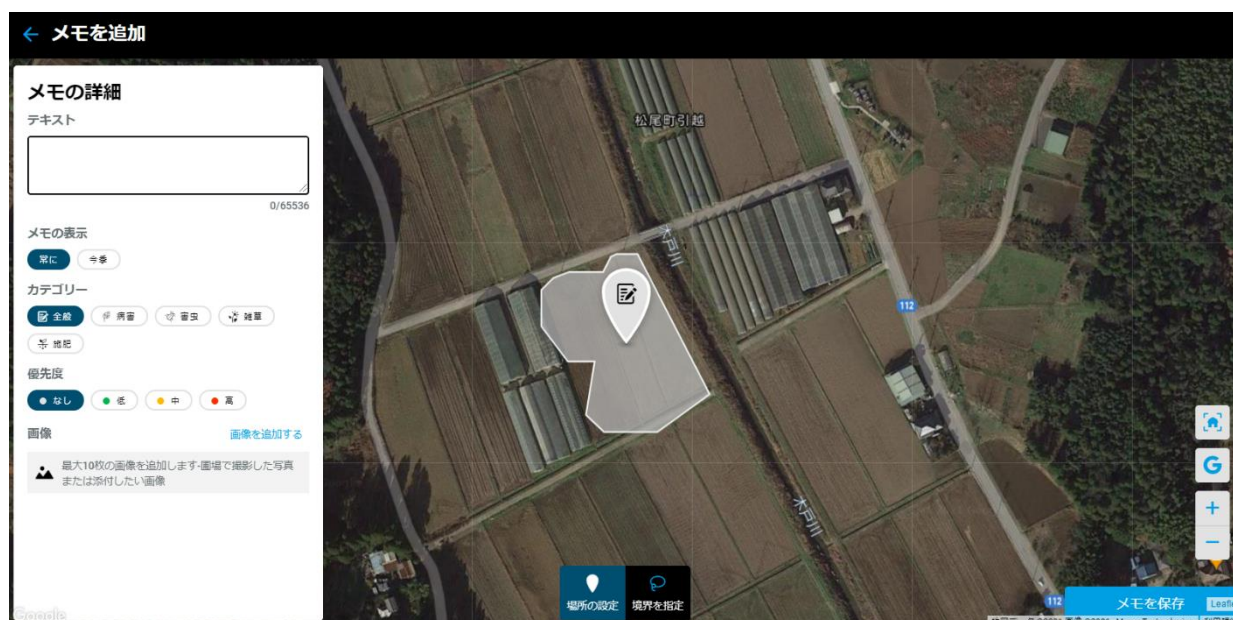 メモを追加
メモの詳細
テキスト
0/65536
メモの表示
常に 今季
カテゴリー
全般 病害 害虫 雑草
施肥
優先度
なし 低 中 高
画像 画像を追加する
最大10枚の画像を追加します-圃場で撮影した写真
または添付したい画像
松尾町引越
木戸川
112
木戸川
G
+
−
場所の設定 境界を指定
112
メモを保存
Leafle
Google